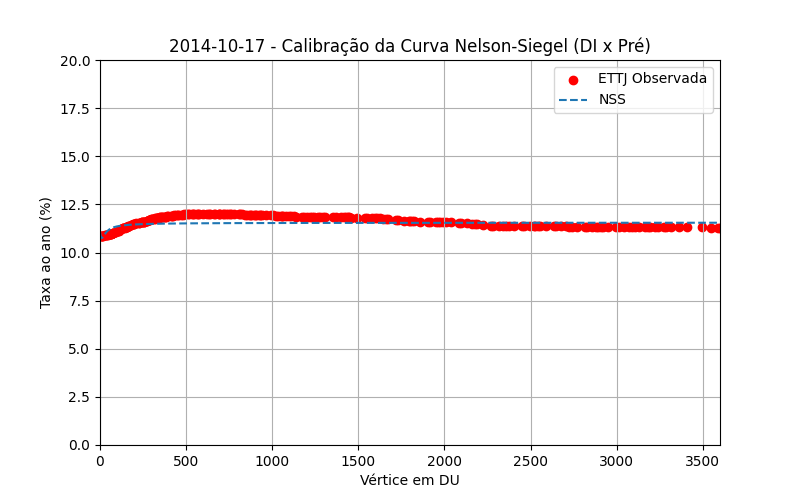 2014-10-17 - Calibração da Curva Nelson-Siegel (DI x Pré)
ETTJ Observada
NSS
Taxa ao ano (%)
20.0
17.5
15.0
12.5
10.0
7.5
5.0
2.5
0.0
0 500 1000 1500 2000 2500 3000 3500
Vértice em DU